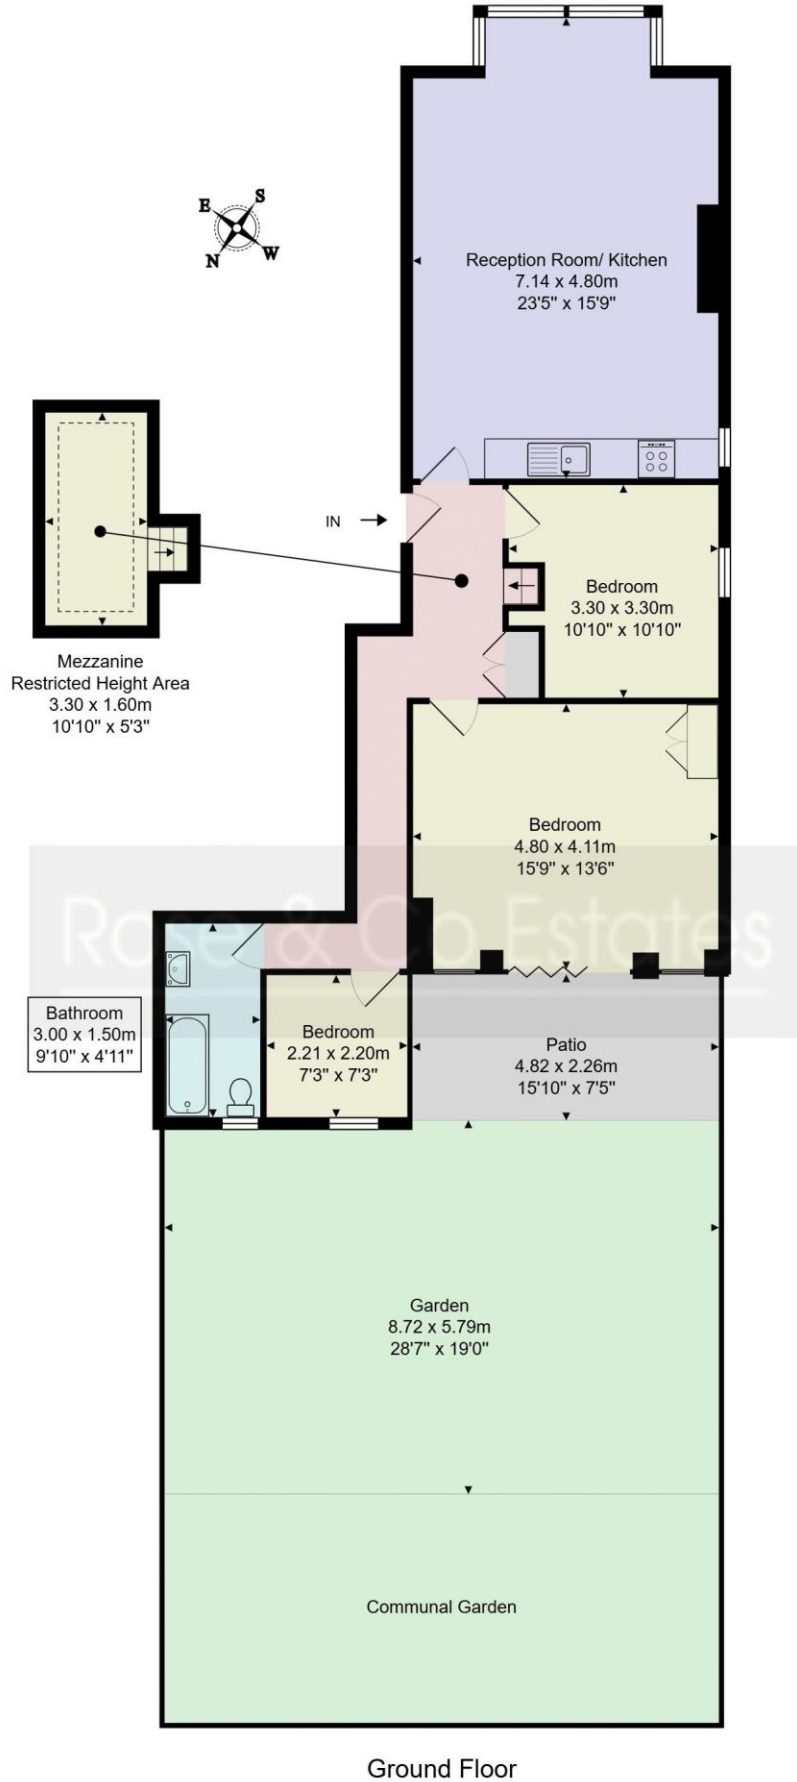 S
E
W
N
Reception Room/ Kitchen
7.14 x 4.80m
23'5" x 15'9"
IN
Bedroom
3.30 x 3.30m
10'10" x 10'10"
Mezzanine
Restricted Height Area
3.30 x 1.60m
10'10" x 5'3"
Bedroom
4.80 x 4.11m
15'9" x 13'6"
Rose & Co Estates
Bathroom
3.00 x 1.50m
9'10" x 4'11"
Bedroom
2.21 x 2.20m
7'3" x 7'3"
Patio
4.82 x 2.26m
15'10" x 7'5"
Garden
8.72 x 5.79m
28'7" x 19'0"
Communal Garden
Ground Floor